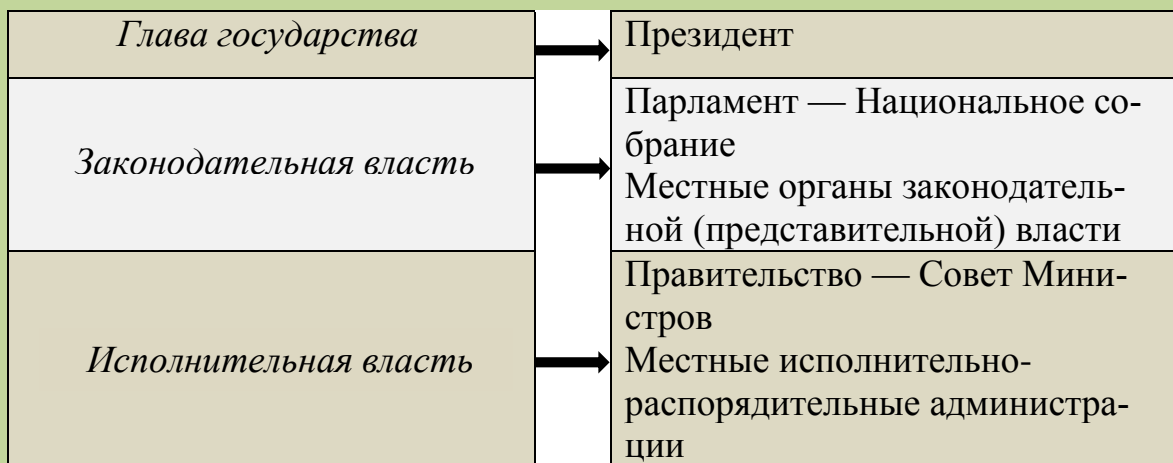 Глава государства
Президент
Законодательная власть
Парламент — Национальное со-
брание
Местные органы законодатель-
ной (представительной) власти
Исполнительная власть
Правительство — Совет Мини-
стров
Местные исполнительно-
распорядительные администра-
ции